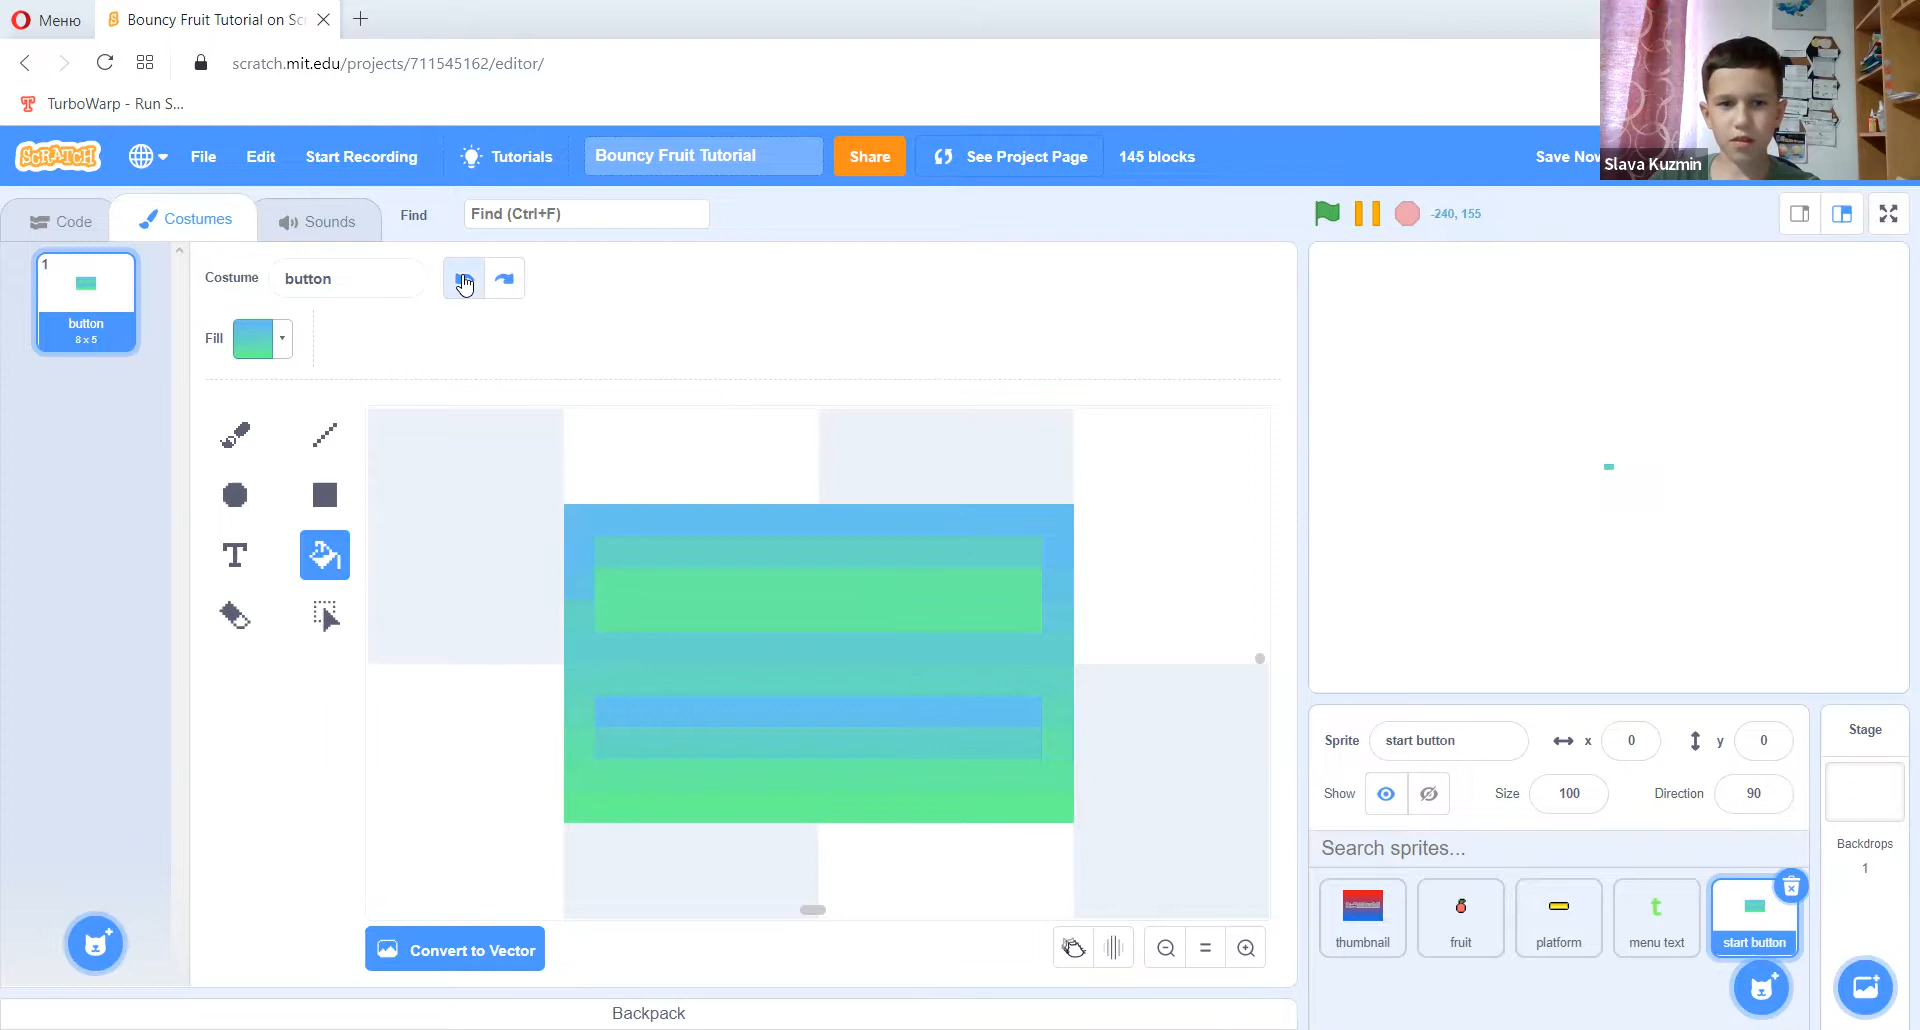 Меню
Bouncy Fruit Tutorial on Sc
scratch.mit.edu/projects/711545162/editor/
TurboWarp - Run S...
SCRATCH
File
Edit
Start Recording
Tutorials
Bouncy Fruit Tutorial
Share
See Project Page
145 blocks
Save Now
Slava Kuzmin
Code
Costumes
Sounds
Find
Find (Ctrl+F)
-240, 155
1
button
8 x 5
Costume
button
Fill
T
Convert to Vector
Sprite
start button
x
0
y
0
Show
Size
100
Direction
90
Search sprites...
thumbnail
fruit
platform
t
menu text
start button
Stage
Backdrops
1
Backpack